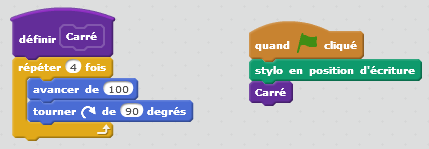 définir Carré
répéter 4 fois
avancer de 100
tourner de 90 degrés
quand cliqué
stylo en position d'écriture
Carré